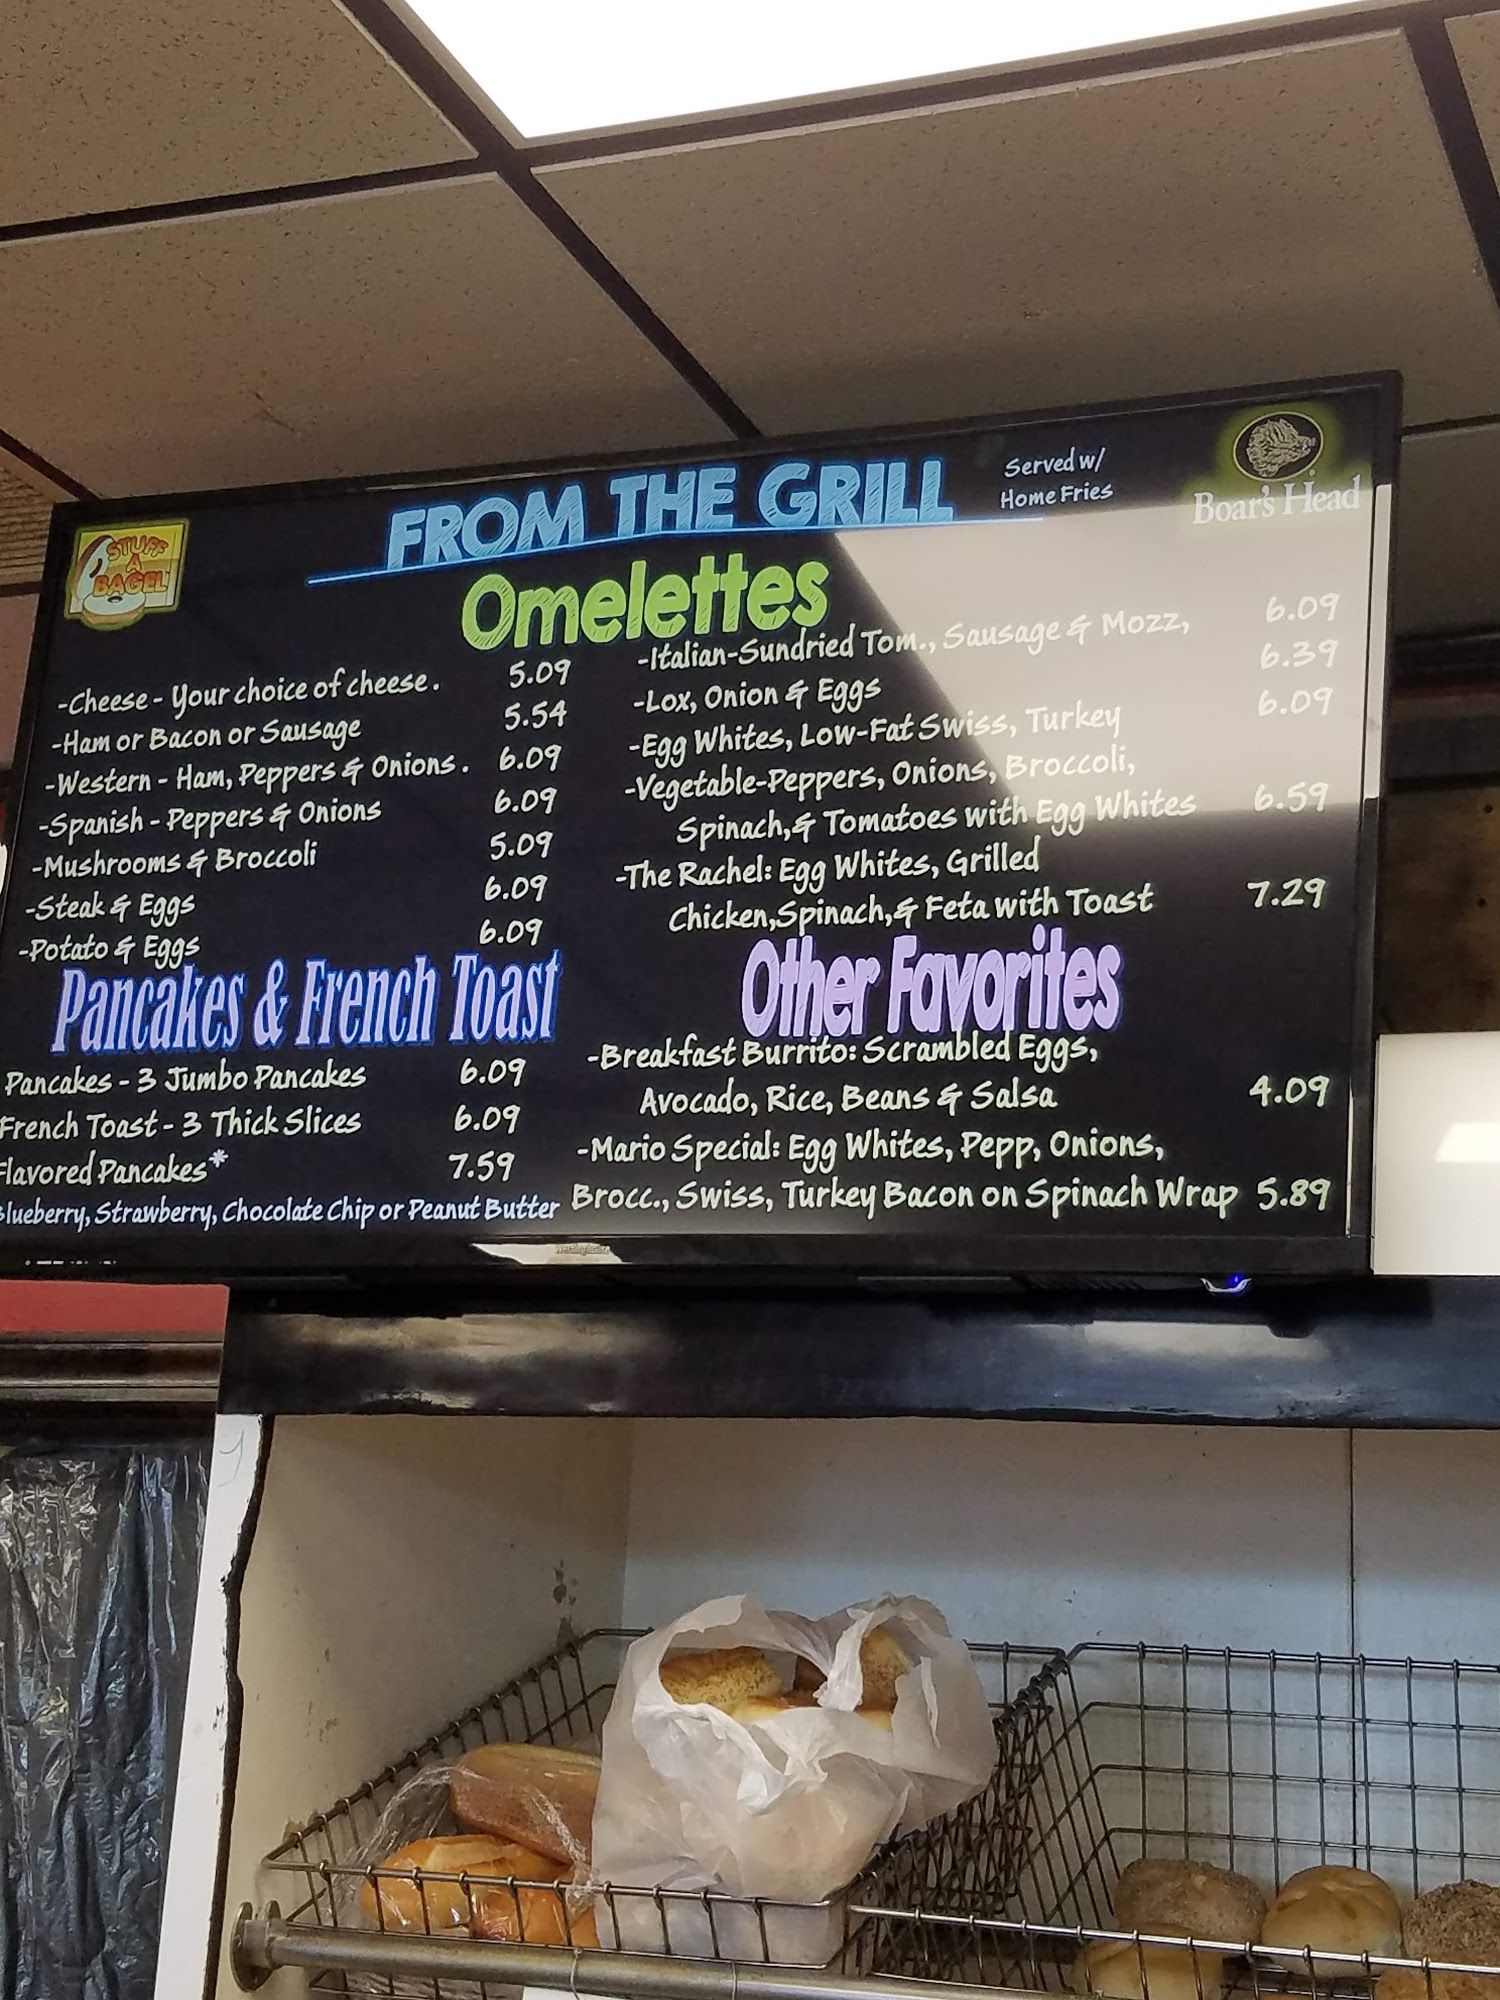 STUFF
A
BAGEL
FROM THE GRILL
Served w/
Home Fries
Boar's Head
Omelettes
-Cheese - Your choice of cheese. 5.09
-Ham or Bacon or Sausage 5.54
-Western - Ham, Peppers & Onions. 6.09
-Spanish - Peppers & Onions 6.09
-Mushrooms & Broccoli 5.09
-Steak & Eggs 6.09
-Potato & Eggs 6.09
-Italian-Sundried Tom., Sausage & Mozz, 6.09
-Lox, Onion & Eggs 6.39
-Egg Whites, Low-Fat Swiss, Turkey 6.09
-Vegetable-Peppers, Onions, Broccoli,
Spinach,& Tomatoes with Egg Whites 6.59
-The Rachel: Egg Whites, Grilled
Chicken,Spinach,& Feta with Toast 7.29
Pancakes & French Toast
Pancakes - 3 Jumbo Pancakes 6.09
French Toast - 3 Thick Slices 6.09
Flavored Pancakes* 7.59
Blueberry, Strawberry, Chocolate Chip or Peanut Butter
Other Favorites
-Breakfast Burrito: Scrambled Eggs,
Avocado, Rice, Beans & Salsa 4.09
-Mario Special: Egg Whites, Pepp, Onions,
Brocc., Swiss, Turkey Bacon on Spinach Wrap 5.89
Westinghouse